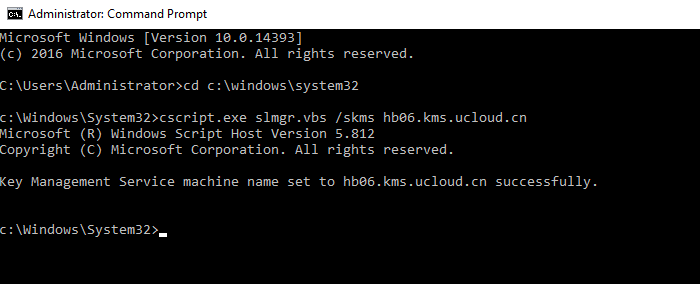 Administrator: Command Prompt
Microsoft Windows [Version 10.0.14393]
(c) 2016 Microsoft Corporation. All rights reserved.
C:\Users\Administrator>cd c:\windows\system32
c:\Windows\System32>cscript.exe slmgr.vbs /skms hb06.kms.ucloud.cn
Microsoft (R) Windows Script Host Version 5.812
Copyright (C) Microsoft Corporation. All rights reserved.
Key Management Service machine name set to hb06.kms.ucloud.cn successfully.
c:\Windows\System32>